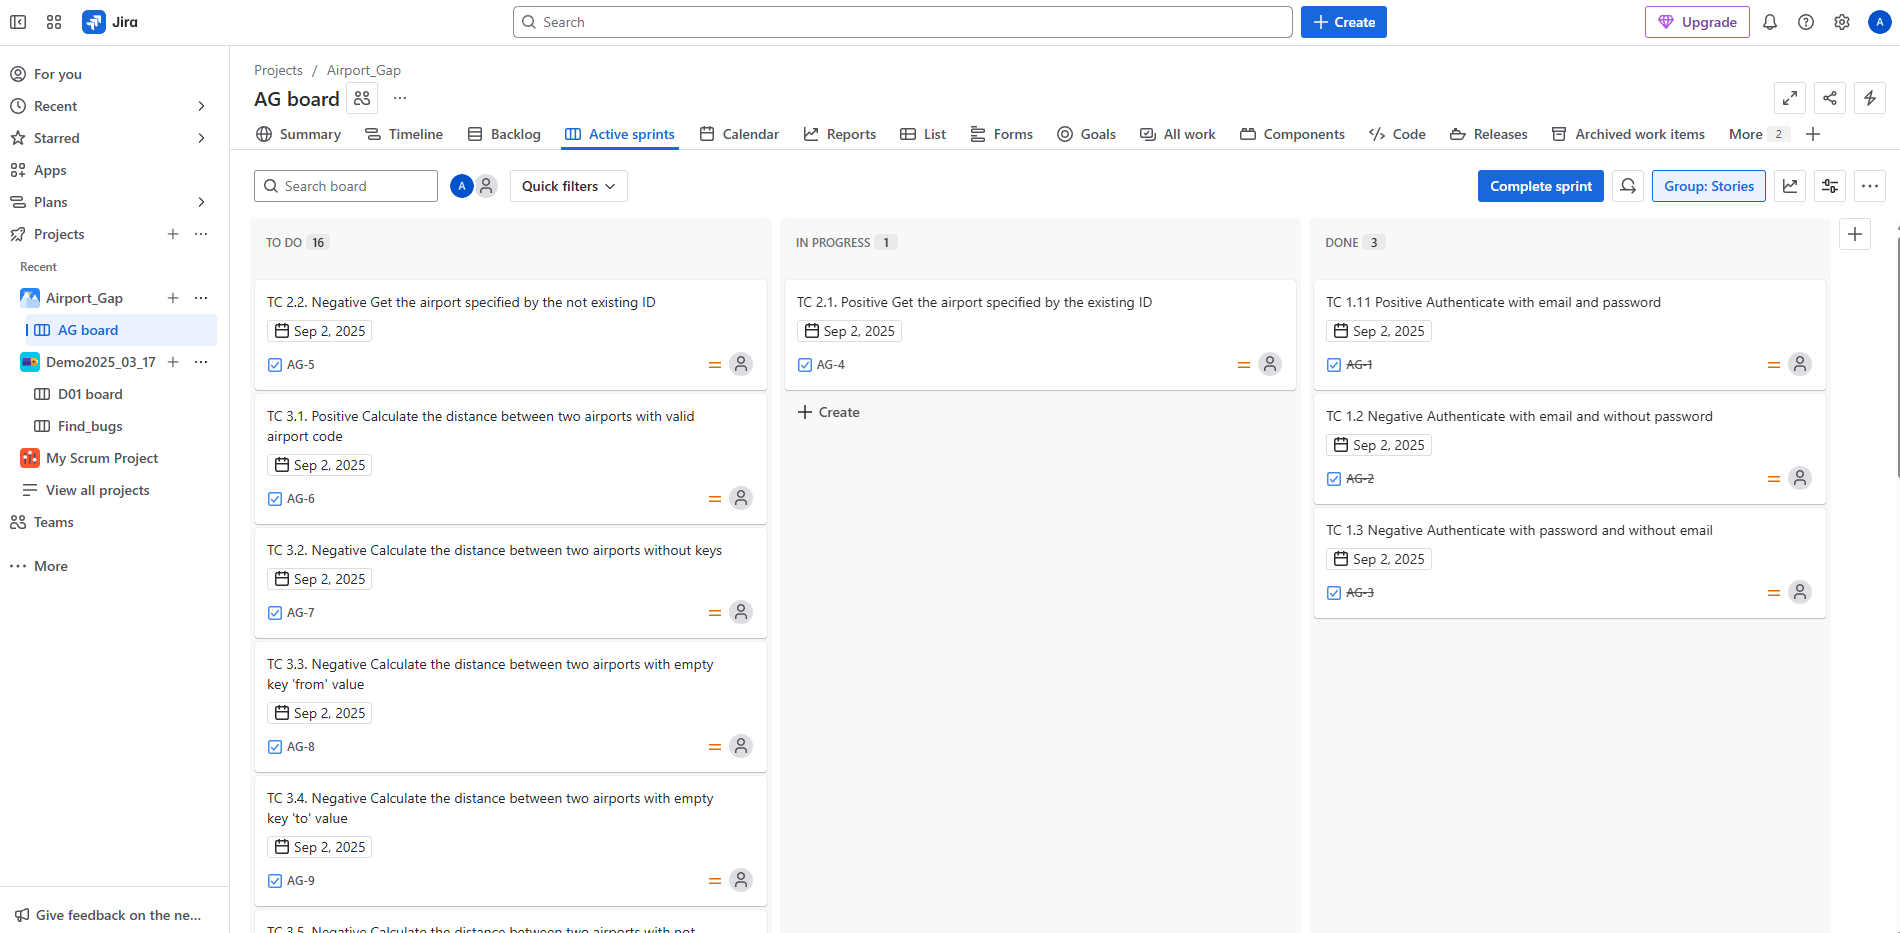 Jira
Search
Create
Upgrade
A
For you
Recent
Starred
Apps
Plans
Projects
Recent
Airport_Gap
AG board
Demo2025_03_17
D01 board
Find_bugs
My Scrum Project
View all projects
Teams
More
Give feedback on the ne...
Projects / Airport_Gap
AG board
Summary Timeline Backlog Active sprints Calendar Reports List Forms Goals All work Components Code Releases Archived work items More 2
Search board A Quick filters Complete sprint Group: Stories
TO DO 16
TC 2.2. Negative Get the airport specified by the not existing ID
Sep 2, 2025
AG-5
TC 3.1. Positive Calculate the distance between two airports with valid
airport code
Sep 2, 2025
AG-6
TC 3.2. Negative Calculate the distance between two airports without keys
Sep 2, 2025
AG-7
TC 3.3. Negative Calculate the distance between two airports with empty
key 'from' value
Sep 2, 2025
AG-8
TC 3.4. Negative Calculate the distance between two airports with empty
key 'to' value
Sep 2, 2025
AG-9
TC 3.5. Negative Calculate the distance between two airports with not
IN PROGRESS 1
TC 2.1. Positive Get the airport specified by the existing ID
Sep 2, 2025
AG-4
Create
DONE 3
TC 1.11 Positive Authenticate with email and password
Sep 2, 2025
AG-1
TC 1.2 Negative Authenticate with email and without password
Sep 2, 2025
AG-2
TC 1.3 Negative Authenticate with password and without email
Sep 2, 2025
AG-3